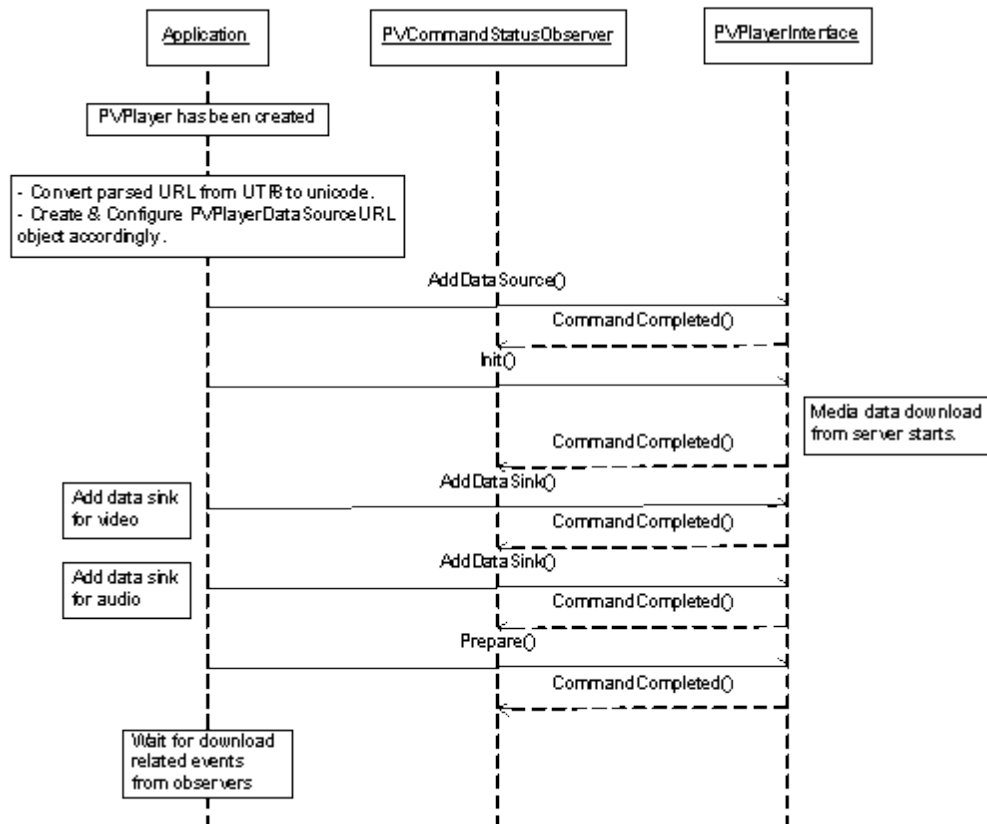 Application
PVCommandStatusObserver
PVPlayerInterface
PVPlayer has been created
- Convert parsed URL from UTF8 to unicode.
- Create & Configure PVPlayerDataSourceURL
object accordingly.
AddDataSource()
CommandCompleted()
Init()
Media data download
from server starts.
CommandCompleted()
AddDataSink()
Add data sink
for video
CommandCompleted()
AddDataSink()
Add data sink
for audio
CommandCompleted()
Prepare()
CommandCompleted()
Wait for download
related events
from observers